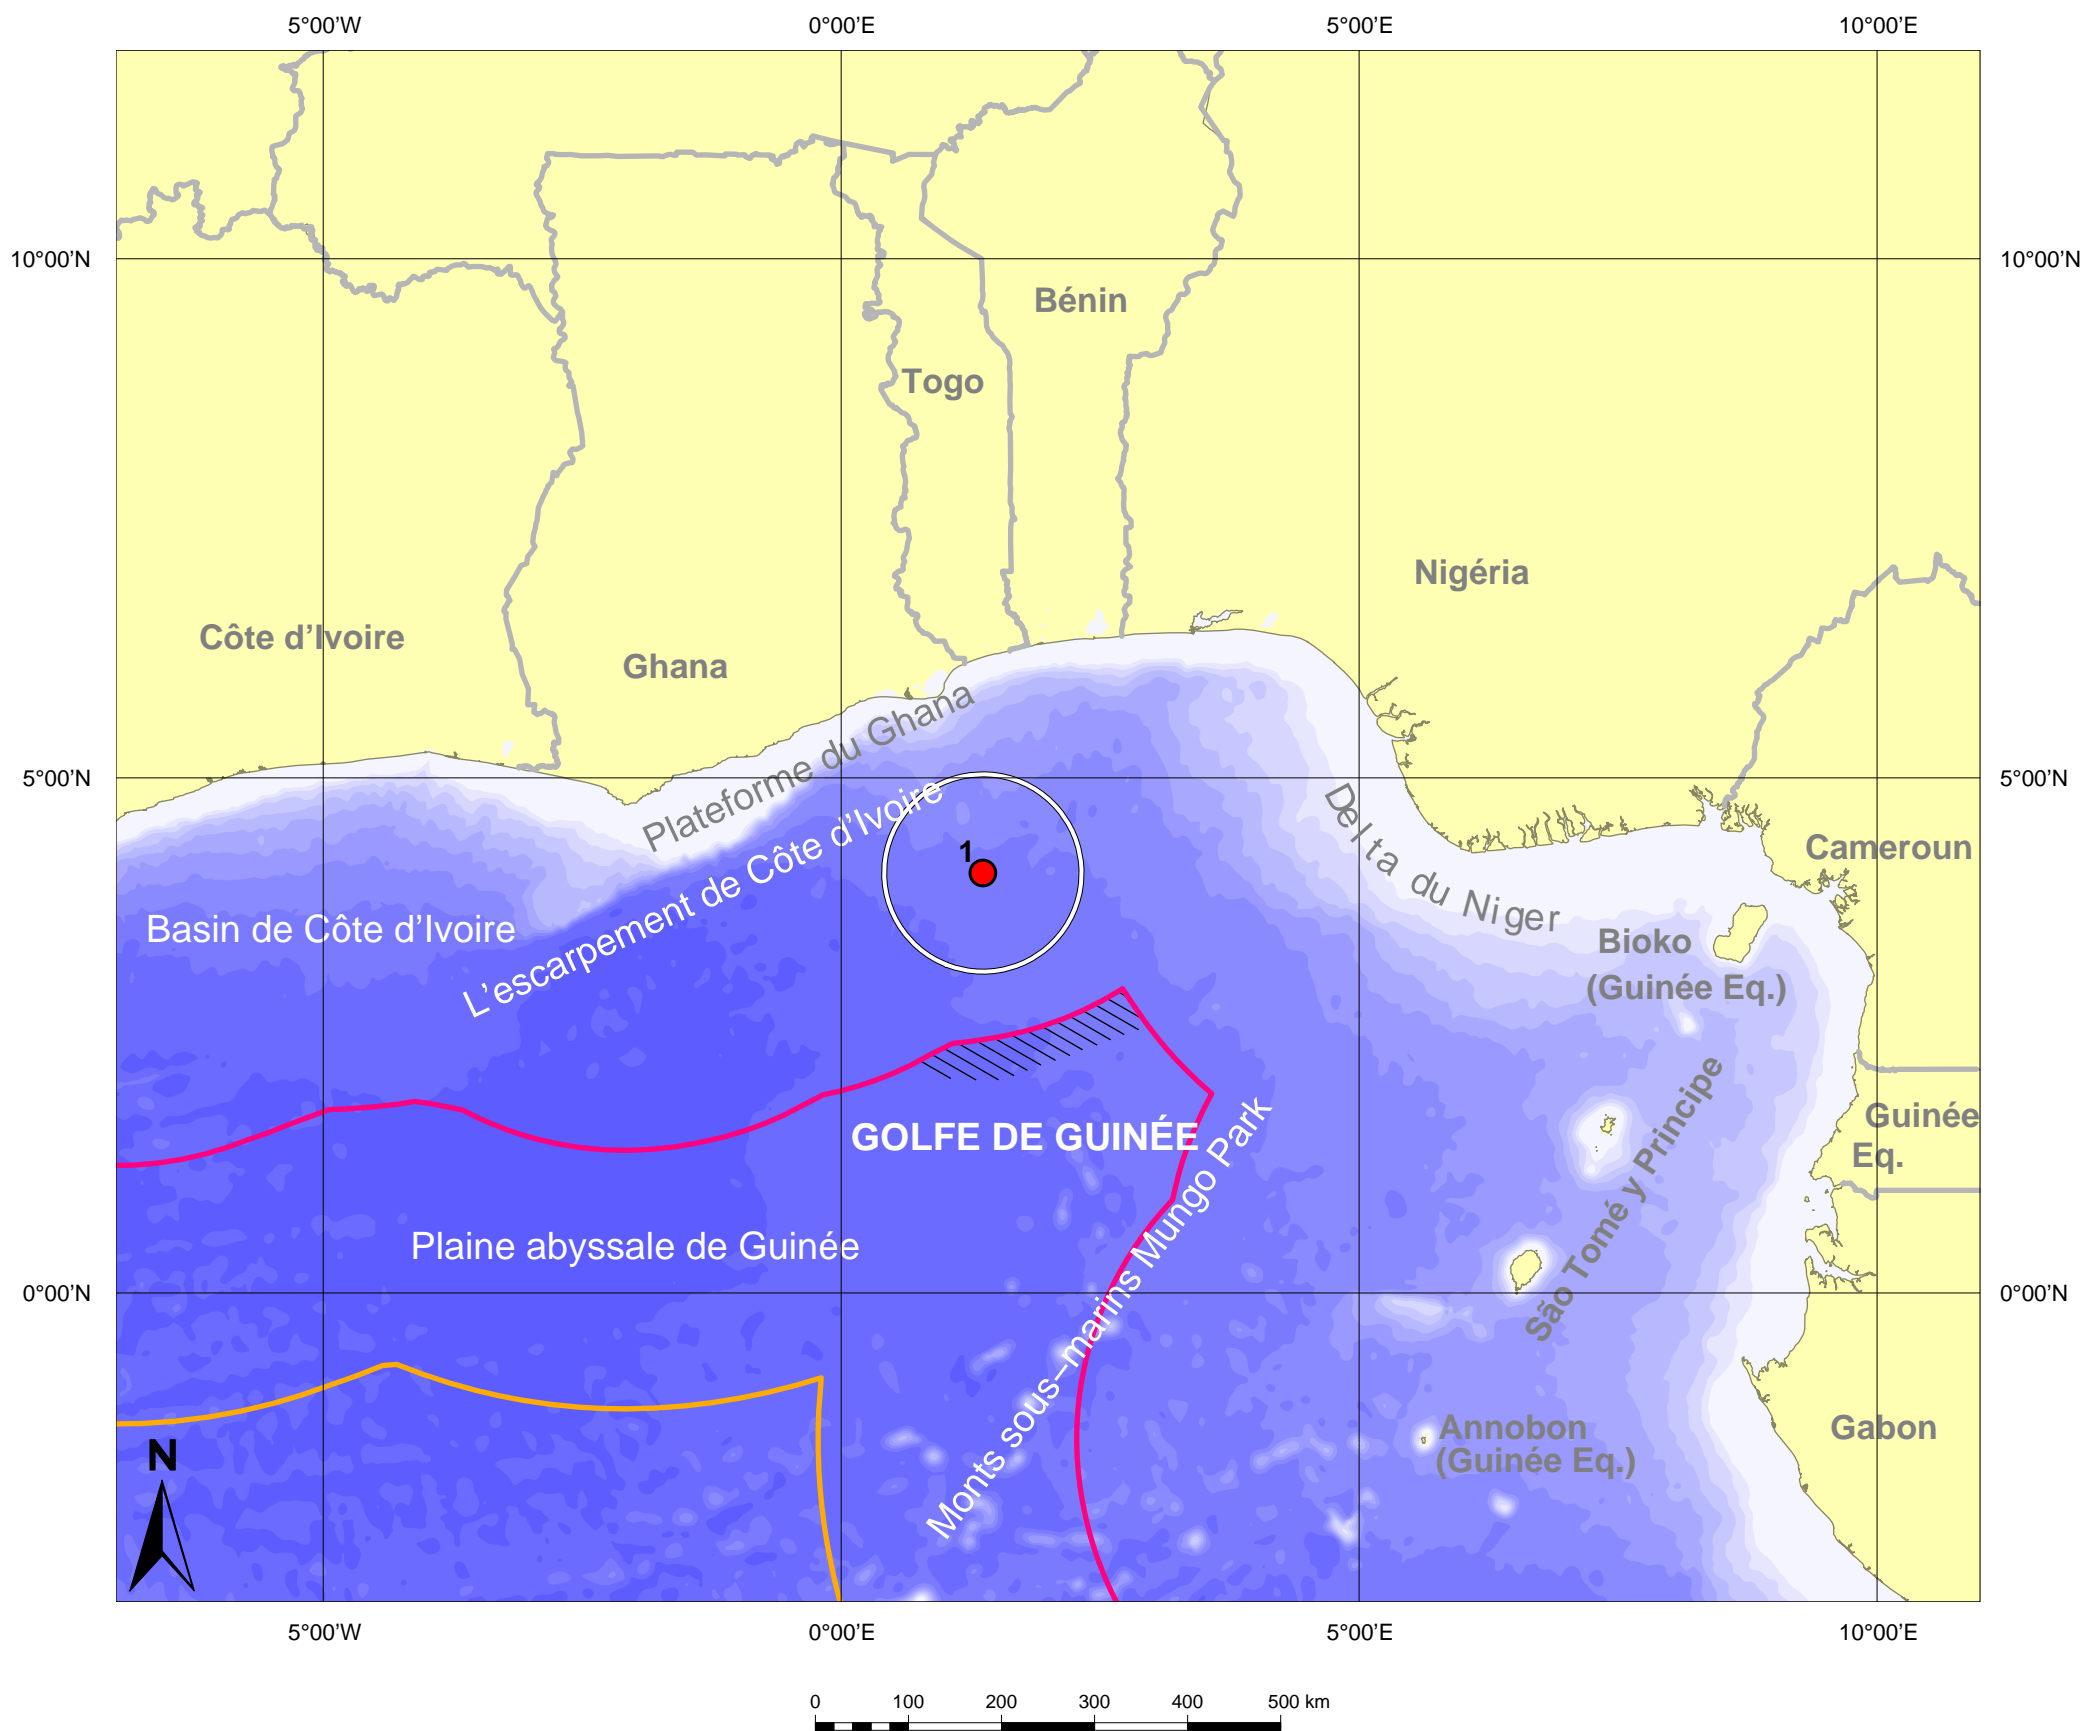 5°00'W 0°00'E 5°00'E 10°00'E
10°00'N 10°00'N
Bénin
Togo
Nigéria
Côte d'Ivoire
Ghana
Plateforme du Ghana
5°00'N 5°00'N
L'escarpement de Côte d'Ivoire
Delta du Niger
1
Cameroun
Basin de Côte d'Ivoire
Bioko
(Guinée Eq.)
São Tomé y Principe
Guinée
Eq.
GOLFE DE GUINÉE
Monts sous-marins Mungo Park
Plaine abyssale de Guinée
0°00'N 0°00'N
Annobon
(Guinée Eq.)
Gabon
N
5°00'W 0°00'E 5°00'E 10°00'E
0 100 200 300 400 500 km